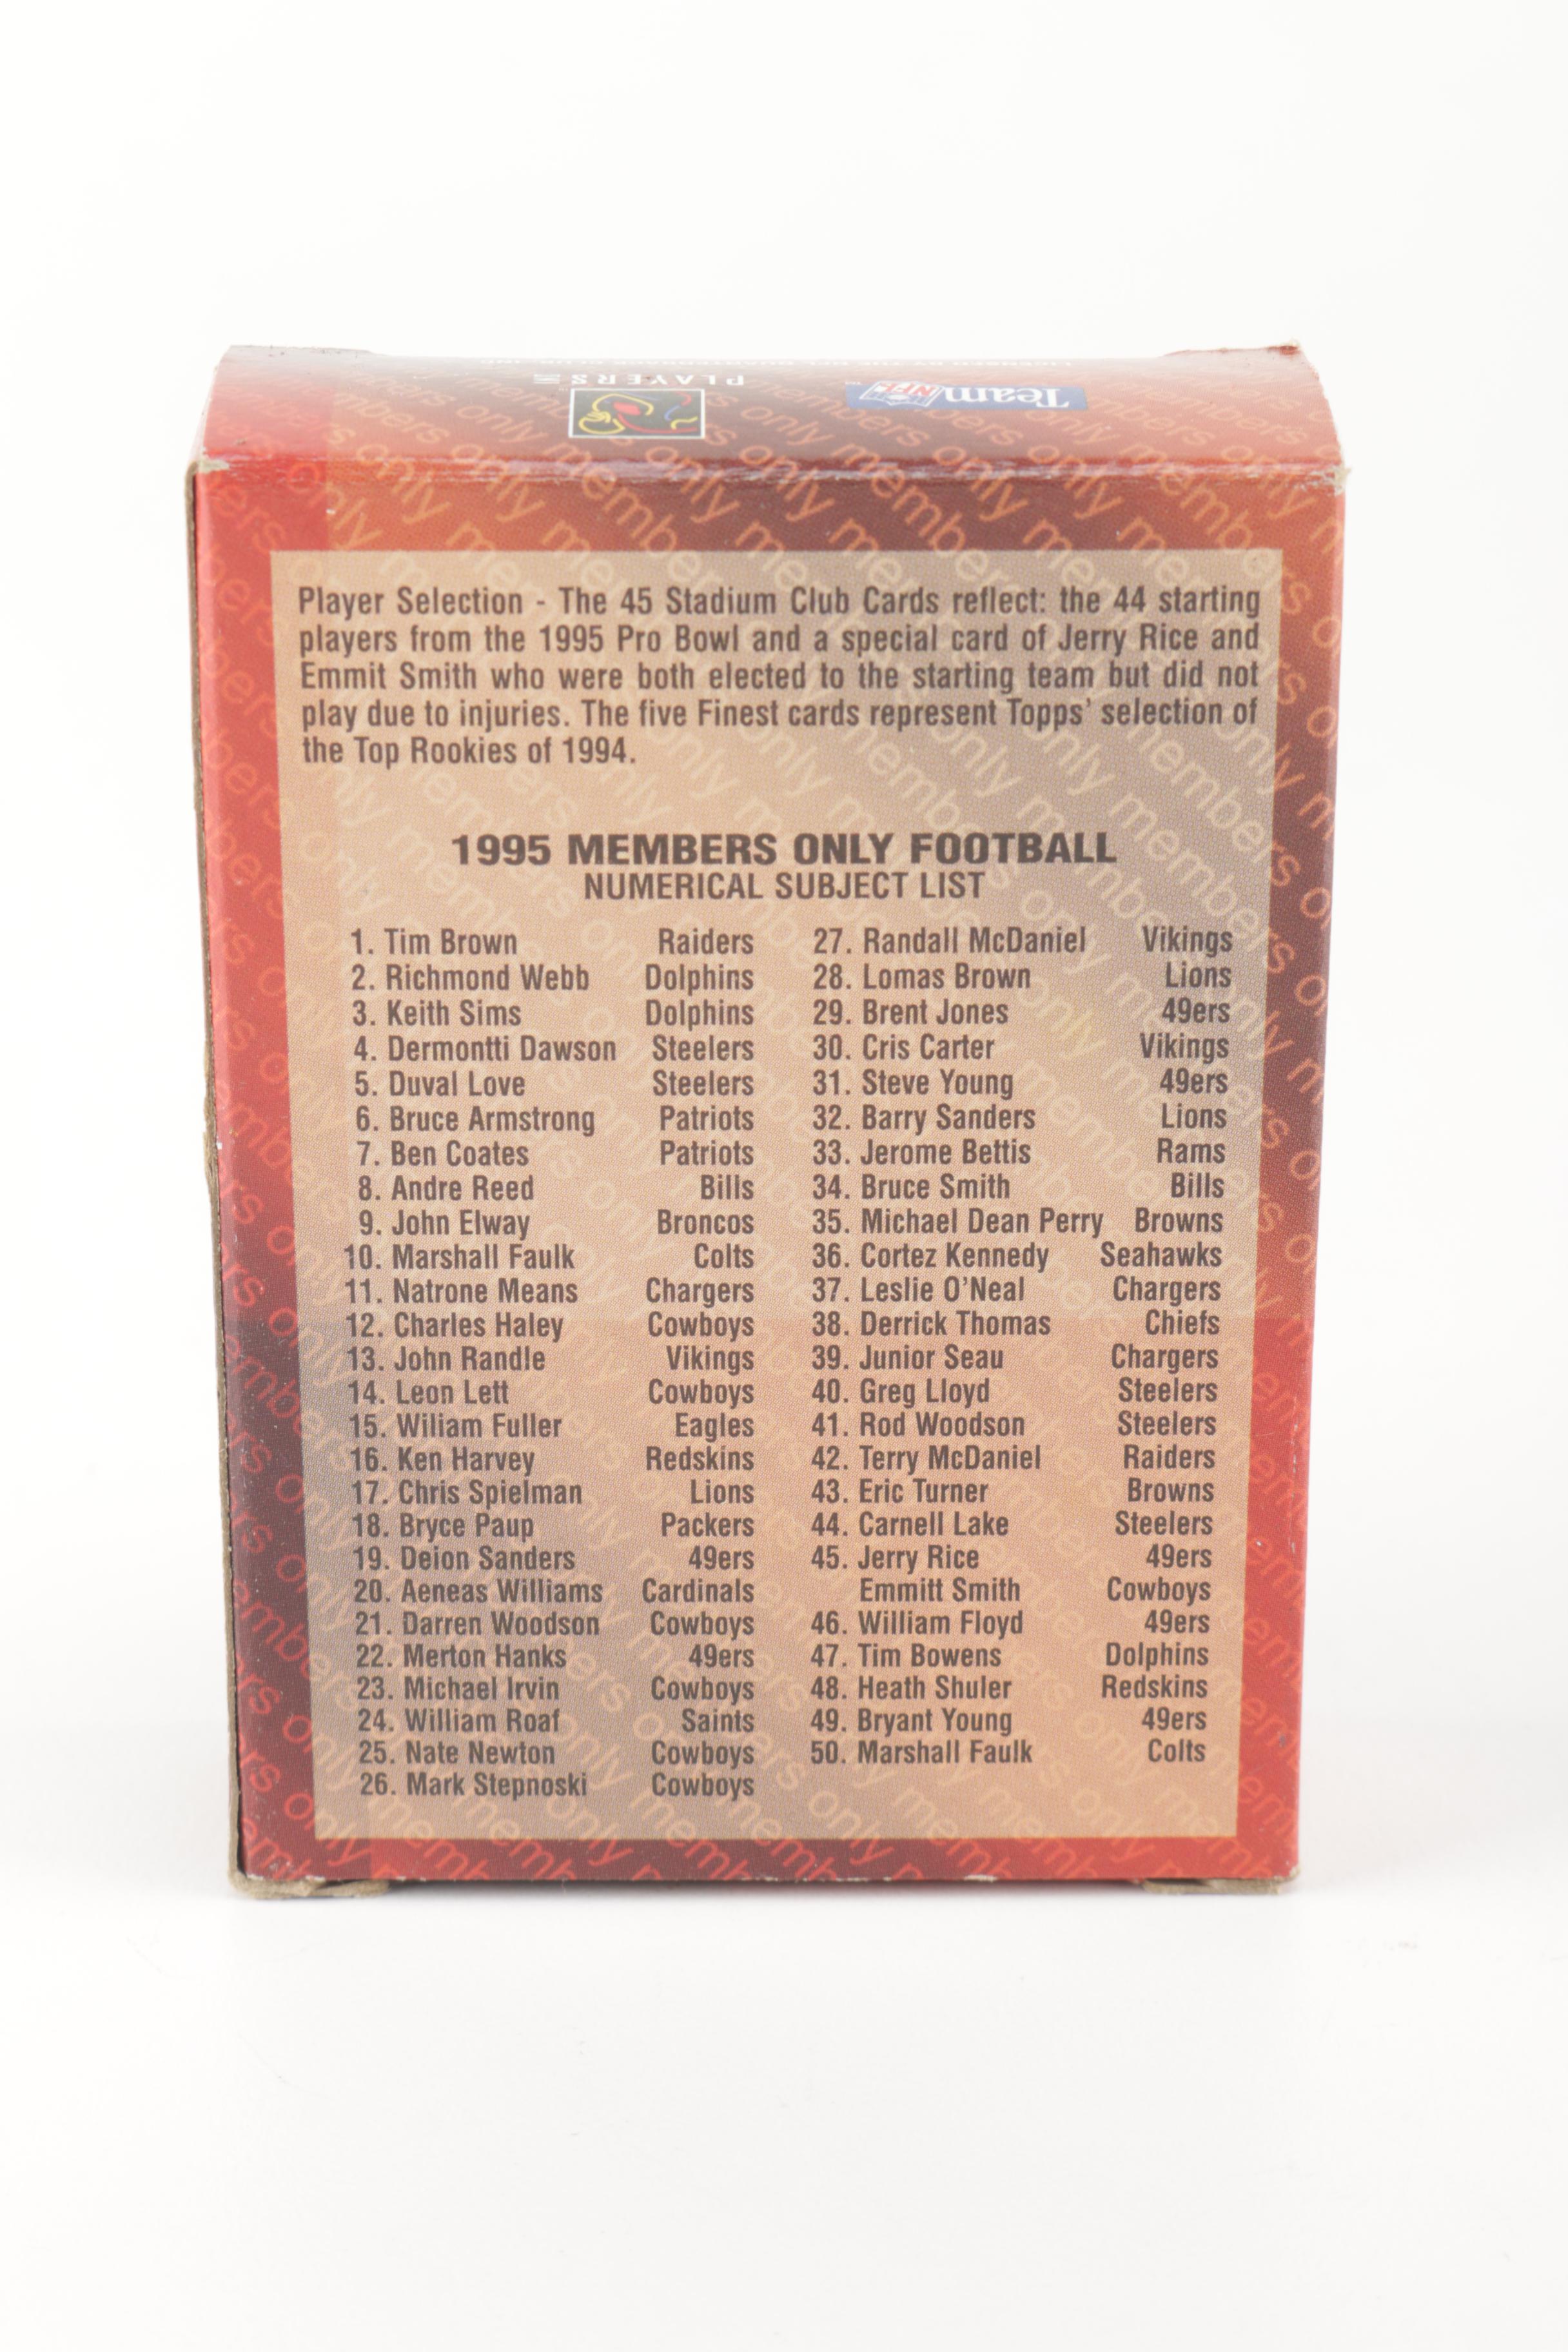 PLAYERS INC
Team NFL™
Player Selection - The 45 Stadium Club Cards reflect: the 44 starting
players from the 1995 Pro Bowl and a special card of Jerry Rice and
Emmit Smith who were both elected to the starting team but did not
play due to injuries. The five Finest cards represent Topps' selection of
the Top Rookies of 1994.
1995 MEMBERS ONLY FOOTBALL
NUMERICAL SUBJECT LIST
1. Tim Brown Raiders
2. Richmond Webb Dolphins
3. Keith Sims Dolphins
4. Dermontti Dawson Steelers
5. Duval Love Steelers
6. Bruce Armstrong Patriots
7. Ben Coates Patriots
8. Andre Reed Bills
9. John Elway Broncos
10. Marshall Faulk Colts
11. Natrone Means Chargers
12. Charles Haley Cowboys
13. John Randle Vikings
14. Leon Lett Cowboys
15. Wiliam Fuller Eagles
16. Ken Harvey Redskins
17. Chris Spielman Lions
18. Bryce Paup Packers
19. Deion Sanders 49ers
20. Aeneas Williams Cardinals
21. Darren Woodson Cowboys
22. Merton Hanks 49ers
23. Michael Irvin Cowboys
24. William Roaf Saints
25. Nate Newton Cowboys
26. Mark Stepnoski Cowboys
27. Randall McDaniel Vikings
28. Lomas Brown Lions
29. Brent Jones 49ers
30. Cris Carter Vikings
31. Steve Young 49ers
32. Barry Sanders Lions
33. Jerome Bettis Rams
34. Bruce Smith Bills
35. Michael Dean Perry Browns
36. Cortez Kennedy Seahawks
37. Leslie O'Neal Chargers
38. Derrick Thomas Chiefs
39. Junior Seau Chargers
40. Greg Lloyd Steelers
41. Rod Woodson Steelers
42. Terry McDaniel Raiders
43. Eric Turner Browns
44. Carnell Lake Steelers
45. Jerry Rice 49ers
Emmitt Smith Cowboys
46. William Floyd 49ers
47. Tim Bowens Dolphins
48. Heath Shuler Redskins
49. Bryant Young 49ers
50. Marshall Faulk Colts